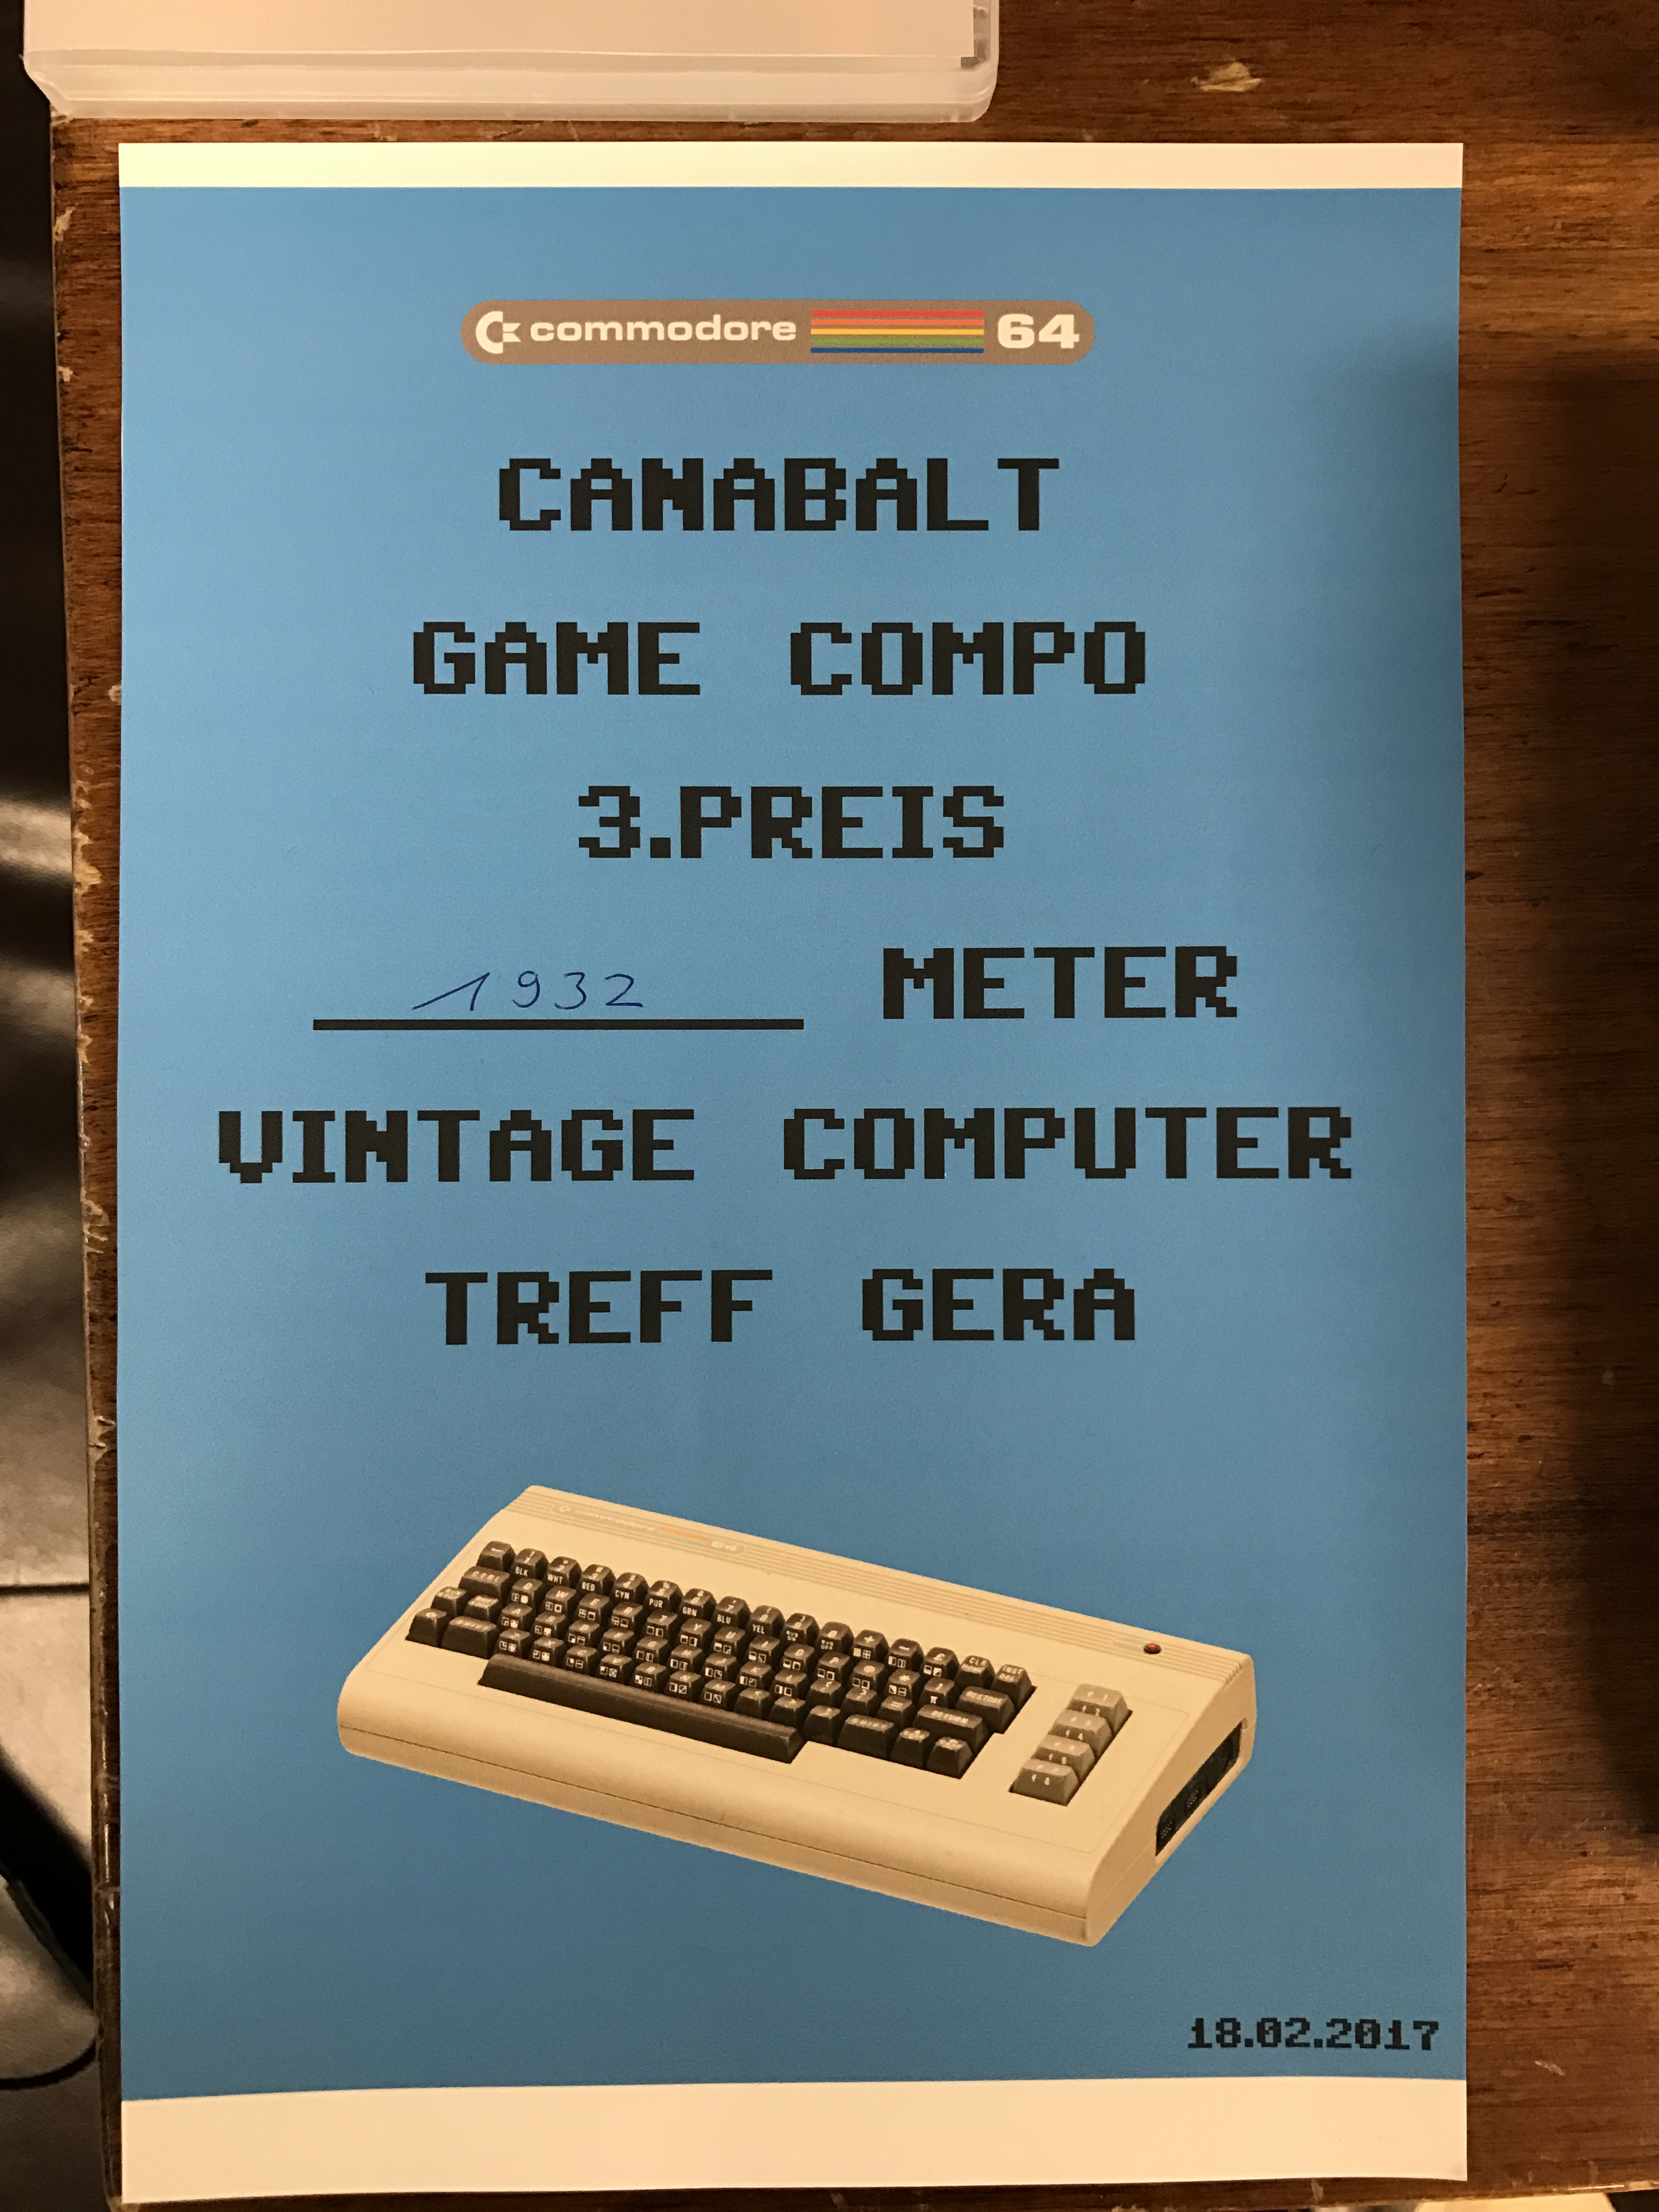 commodore 64
CANABALT
GAME COMPO
3.PREIS
1932 METER
VINTAGE COMPUTER
TREFF GERA
18.02.2017